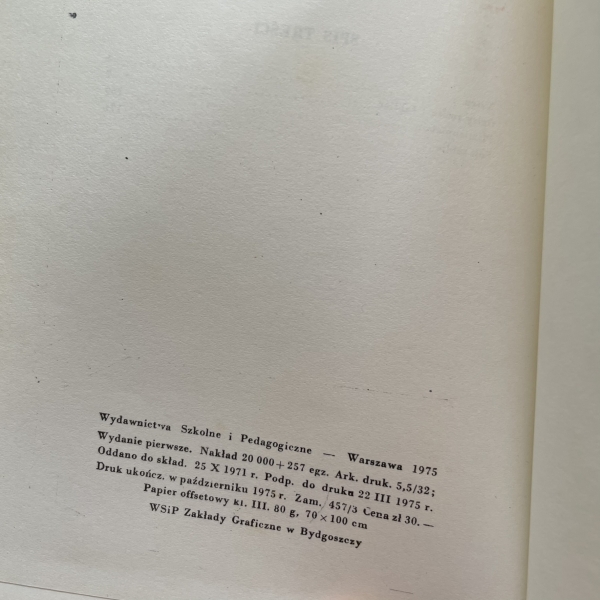 SPIS TREŚCI
Wydawnictwa Szkolne i Pedagogiczne — Warszawa 1975
Wydanie pierwsze. Nakład 20 000+257 egz. Ark. druk. 5,5/32;
Oddano do skład. 25 X 1971 r. Podp. do druku 22 III 1975 r.
Druk ukończ. w październiku 1975 r. Zam. 457/3 Cena zł 30.—
Papier offsetowy kl. III. 80 g, 70×100 cm
WSiP Zakłady Graficzne w Bydgoszczy